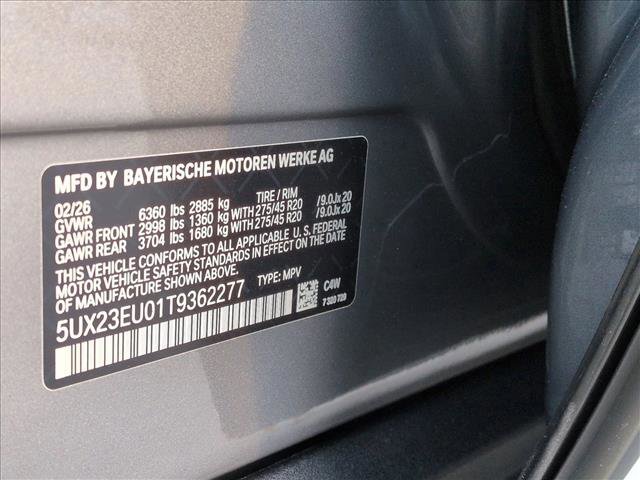 MFD BY BAYERISCHE MOTOREN WERKE AG
02/26 TIRE / RIM
GVWR 6360 lbs 2885 kg
GAWR FRONT 2998 lbs 1360 kg WITH 275/45 R20 /9.0Jx20
GAWR REAR 3704 lbs 1680 kg WITH 275/45 R20 /9.0Jx20
THIS VEHICLE CONFORMS TO ALL APPLICABLE U.S. FEDERAL
MOTOR VEHICLE SAFETY STANDARDS IN EFFECT ON THE DATE OF
MANUFACTURE SHOWN ABOVE.
5UX23EU01T9362277 TYPE: MPV
C4W
7320729